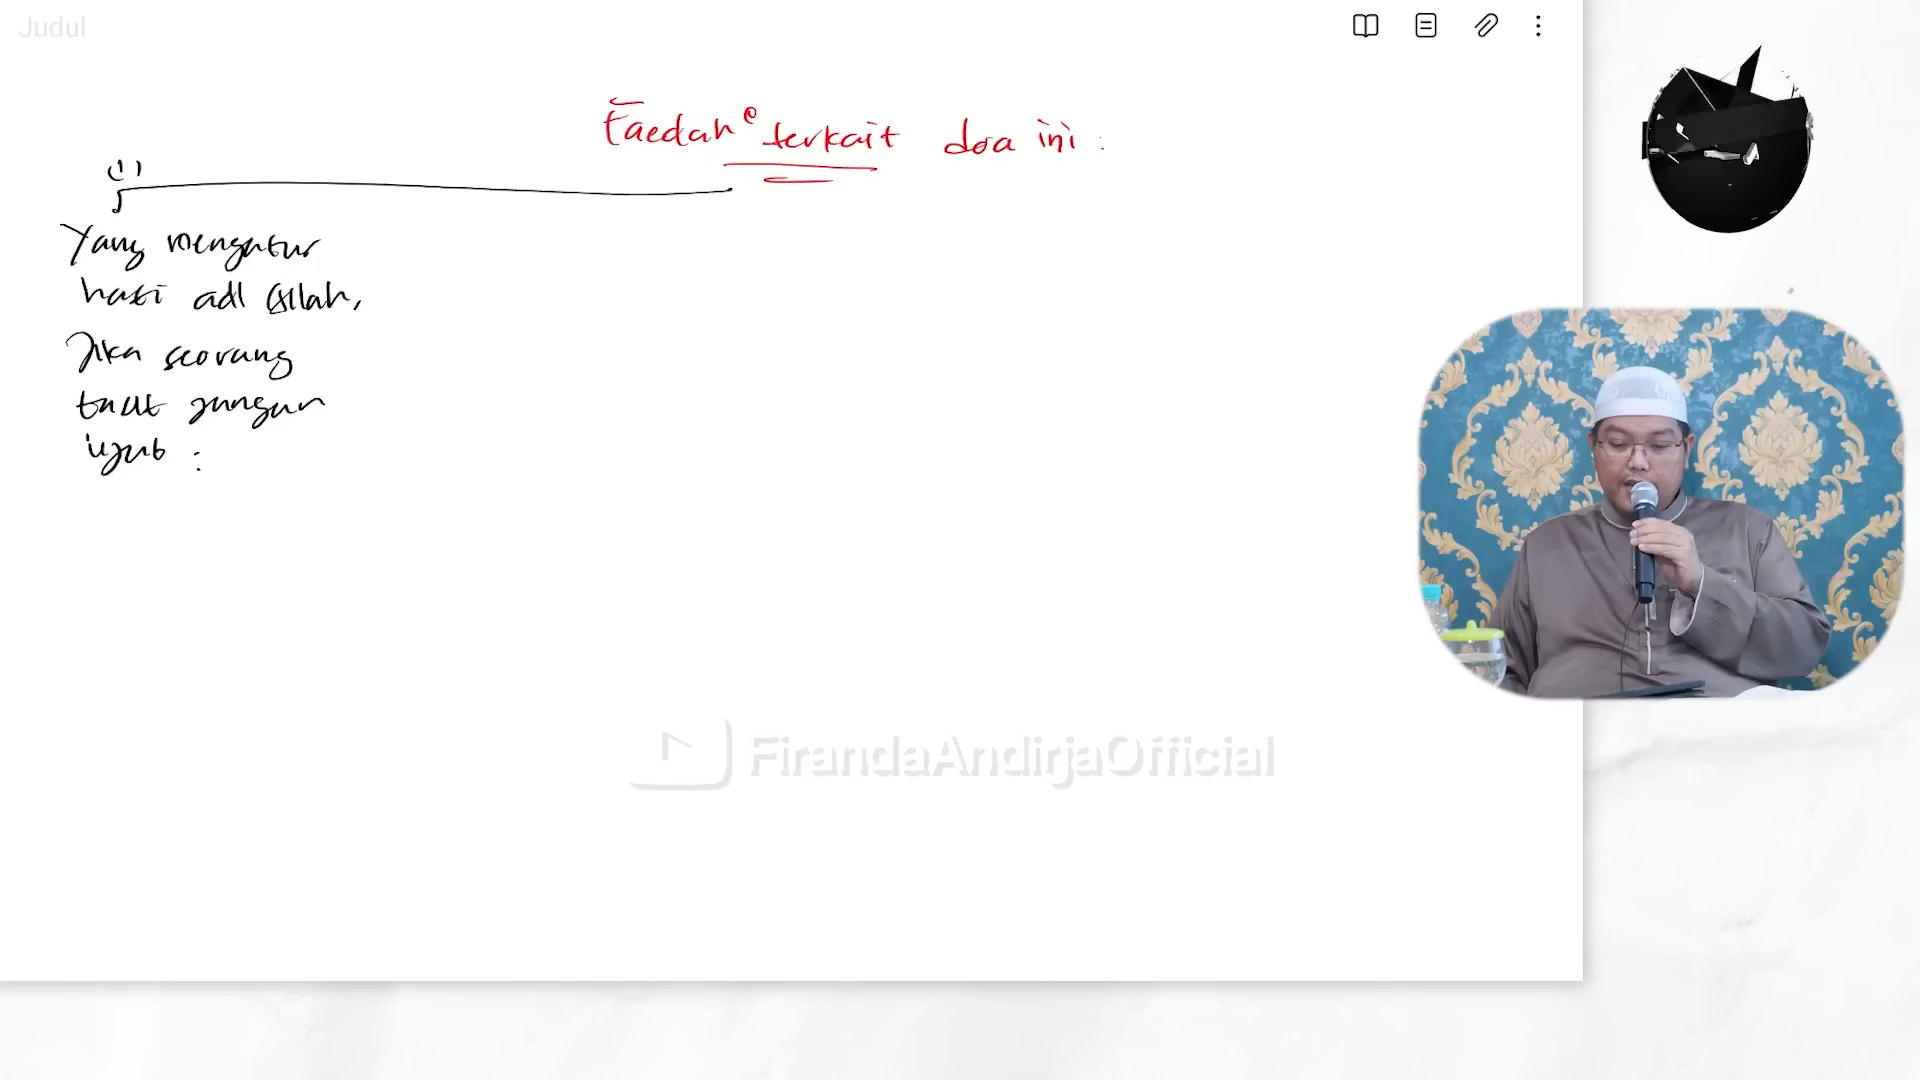 Judul
Faedah² terkait doa ini :
(1)
Yang mengatur
hati adl Allah,
Jika seorang
taat jangan
ujub :
FirandaAndirjaOfficial